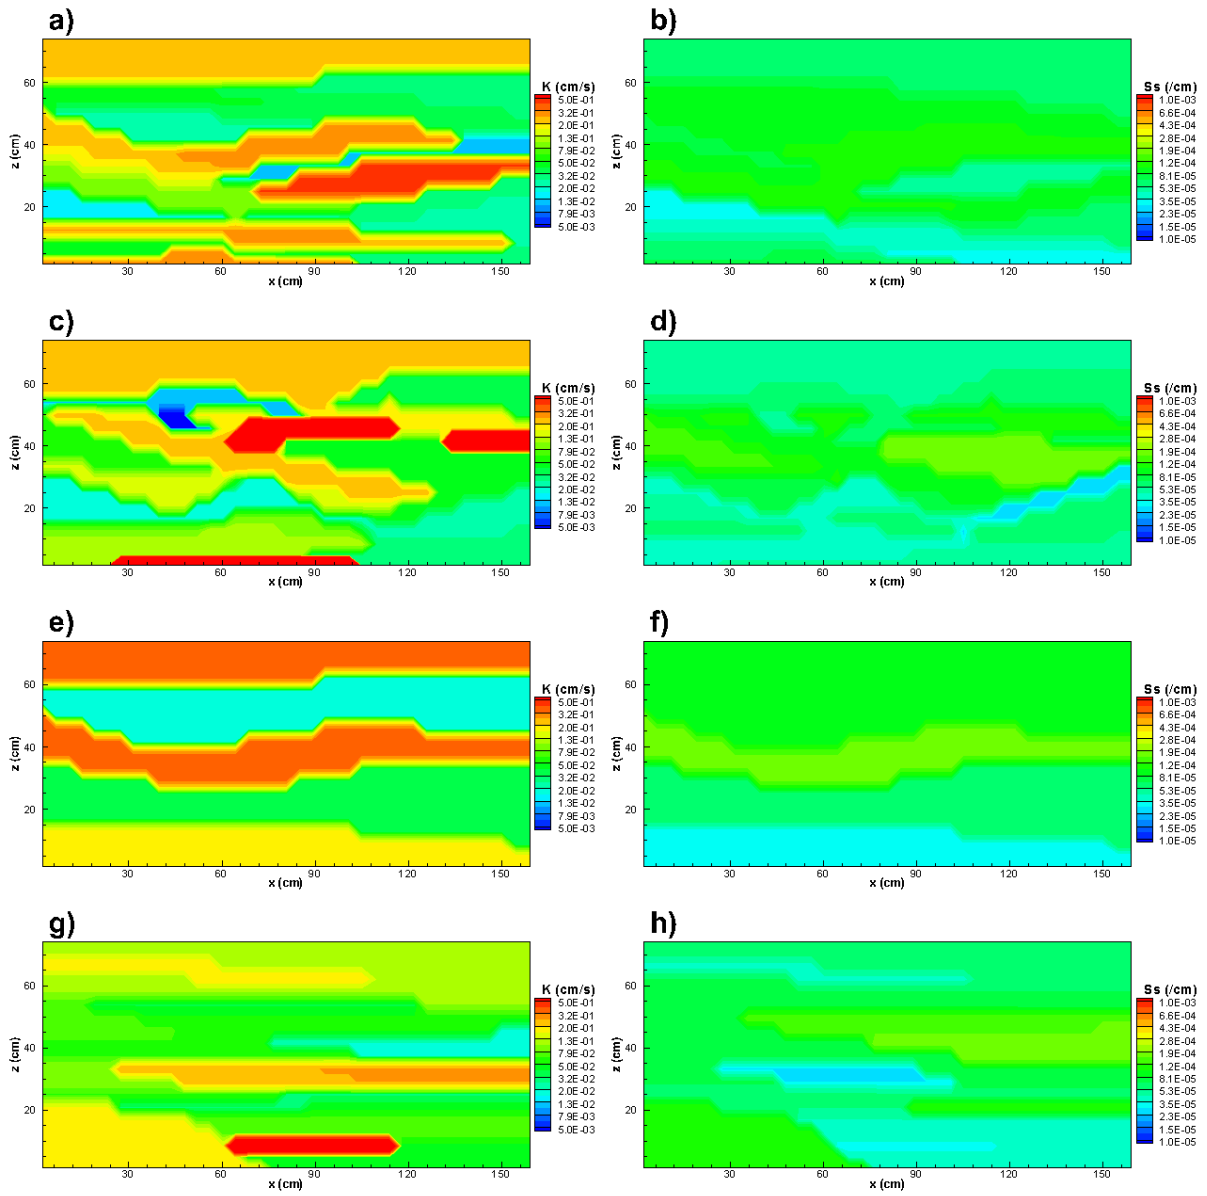 a) b)
K (cm/s) Ss (/cm)
60 5.0E-01 60 1.0E-03
3.2E-01 6.6E-04
2.0E-01 4.3E-04
1.3E-01 2.8E-04
40 7.9E-02 40 1.9E-04
5.0E-02 1.2E-04
3.2E-02 8.1E-05
2.0E-02 5.3E-05
20 1.3E-02 20 3.5E-05
7.9E-03 2.3E-05
5.0E-03 1.5E-05
1.0E-05
z (cm) z (cm)
30 60 90 120 150 30 60 90 120 150
x (cm) x (cm)
c) d)
K (cm/s) Ss (/cm)
60 5.0E-01 60 1.0E-03
3.2E-01 6.6E-04
2.0E-01 4.3E-04
1.3E-01 2.8E-04
40 7.9E-02 40 1.9E-04
5.0E-02 1.2E-04
3.2E-02 8.1E-05
2.0E-02 5.3E-05
20 1.3E-02 20 3.5E-05
7.9E-03 2.3E-05
5.0E-03 1.5E-05
1.0E-05
z (cm) z (cm)
30 60 90 120 150 30 60 90 120 150
x (cm) x (cm)
e) f)
K (cm/s) Ss (/cm)
60 5.0E-01 60 1.0E-03
3.2E-01 6.6E-04
2.0E-01 4.3E-04
1.3E-01 2.8E-04
40 7.9E-02 40 1.9E-04
5.0E-02 1.2E-04
3.2E-02 8.1E-05
2.0E-02 5.3E-05
20 1.3E-02 20 3.5E-05
7.9E-03 2.3E-05
5.0E-03 1.5E-05
1.0E-05
z (cm) z (cm)
30 60 90 120 150 30 60 90 120 150
x (cm) x (cm)
g) h)
K (cm/s) Ss (/cm)
60 5.0E-01 60 1.0E-03
3.2E-01 6.6E-04
2.0E-01 4.3E-04
1.3E-01 2.8E-04
40 7.9E-02 40 1.9E-04
5.0E-02 1.2E-04
3.2E-02 8.1E-05
2.0E-02 5.3E-05
20 1.3E-02 20 3.5E-05
7.9E-03 2.3E-05
5.0E-03 1.5E-05
1.0E-05
z (cm) z (cm)
30 60 90 120 150 30 60 90 120 150
x (cm) x (cm)